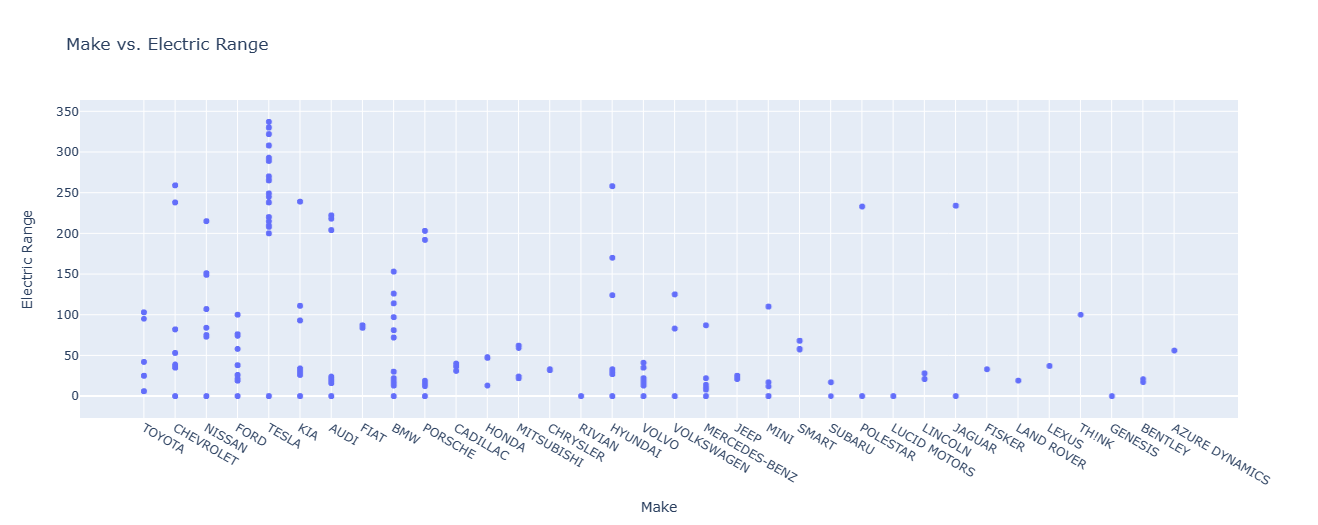 Make vs. Electric Range
Electric Range
350
300
250
200
150
100
50
0
TOYOTA
CHEVROLET
NISSAN
FORD
TESLA
KIA
AUDI
FIAT
BMW
PORSCHE
CADILLAC
HONDA
MITSUBISHI
CHRYSLER
RIVIAN
HYUNDAI
VOLVO
VOLKSWAGEN
MERCEDES-BENZ
JEEP
MINI
SMART
SUBARU
POLESTAR
LUCID MOTORS
LINCOLN
JAGUAR
FISKER
LAND ROVER
LEXUS
TH!NK
GENESIS
BENTLEY
AZURE DYNAMICS
Make